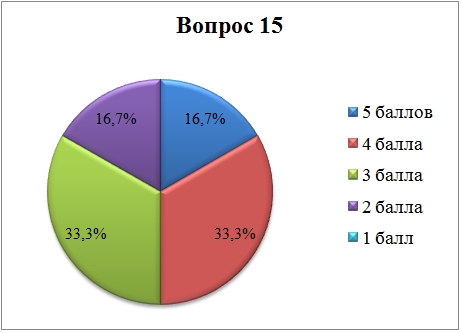 Вопрос 15
16,7% 16,7%
33,3% 33,3%
5 баллов
4 балла
3 балла
2 балла
1 балл